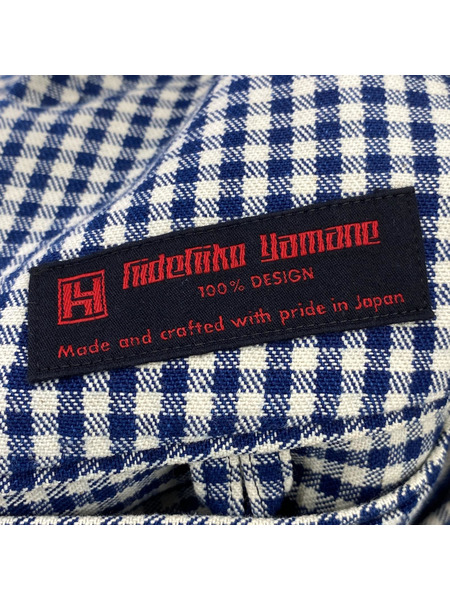 Hidehiko Yamane
100% DESIGN
Made and crafted with pride in Japan